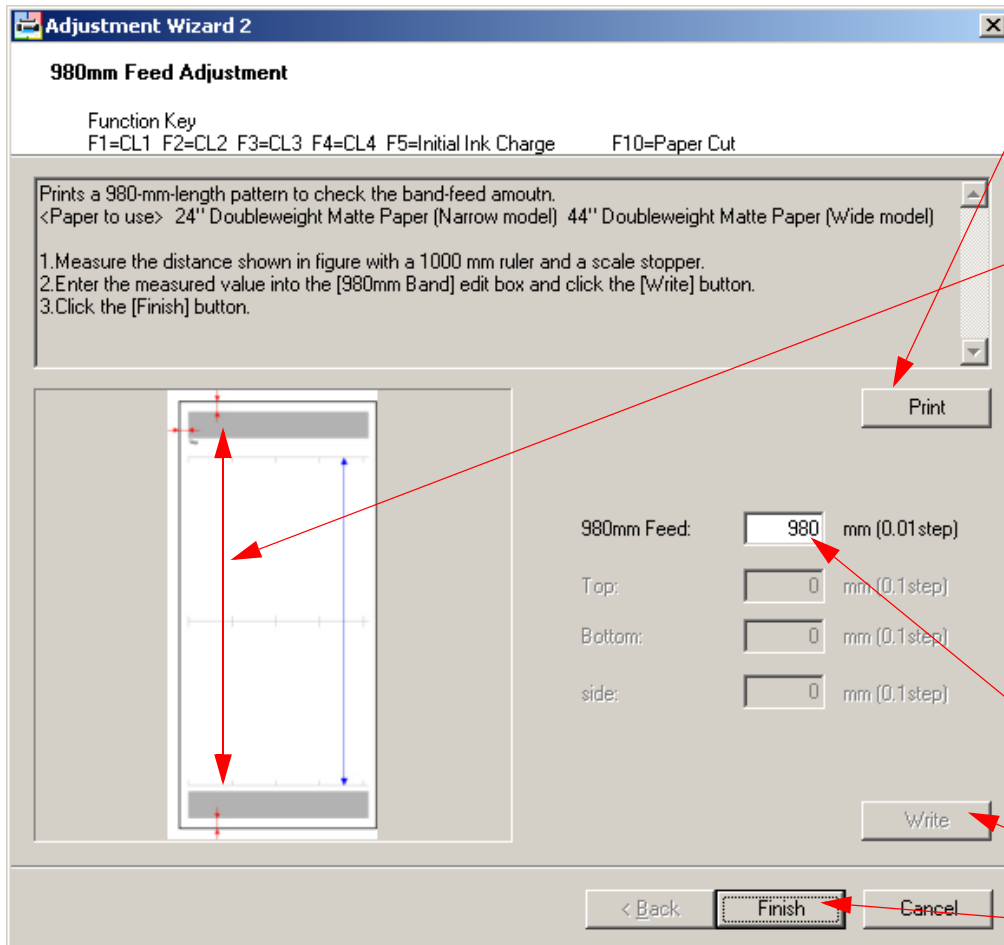 Adjustment Wizard 2
980mm Feed Adjustment
Function Key
F1=CL1 F2=CL2 F3=CL3 F4=CL4 F5=Initial Ink Charge F10=Paper Cut
Prints a 980-mm-length pattern to check the band-feed amoutn.
<Paper to use> 24" Doubleweight Matte Paper (Narrow model) 44" Doubleweight Matte Paper (Wide model)
1.Measure the distance shown in figure with a 1000 mm ruler and a scale stopper.
2.Enter the measured value into the [980mm Band] edit box and click the [Write] button.
3.Click the [Finish] button.
Print
980mm Feed: 980 mm (0.01step)
Top: 0 mm (0.1step)
Bottom: 0 mm (0.1step)
side: 0 mm (0.1step)
Write
< Back Finish Cancel